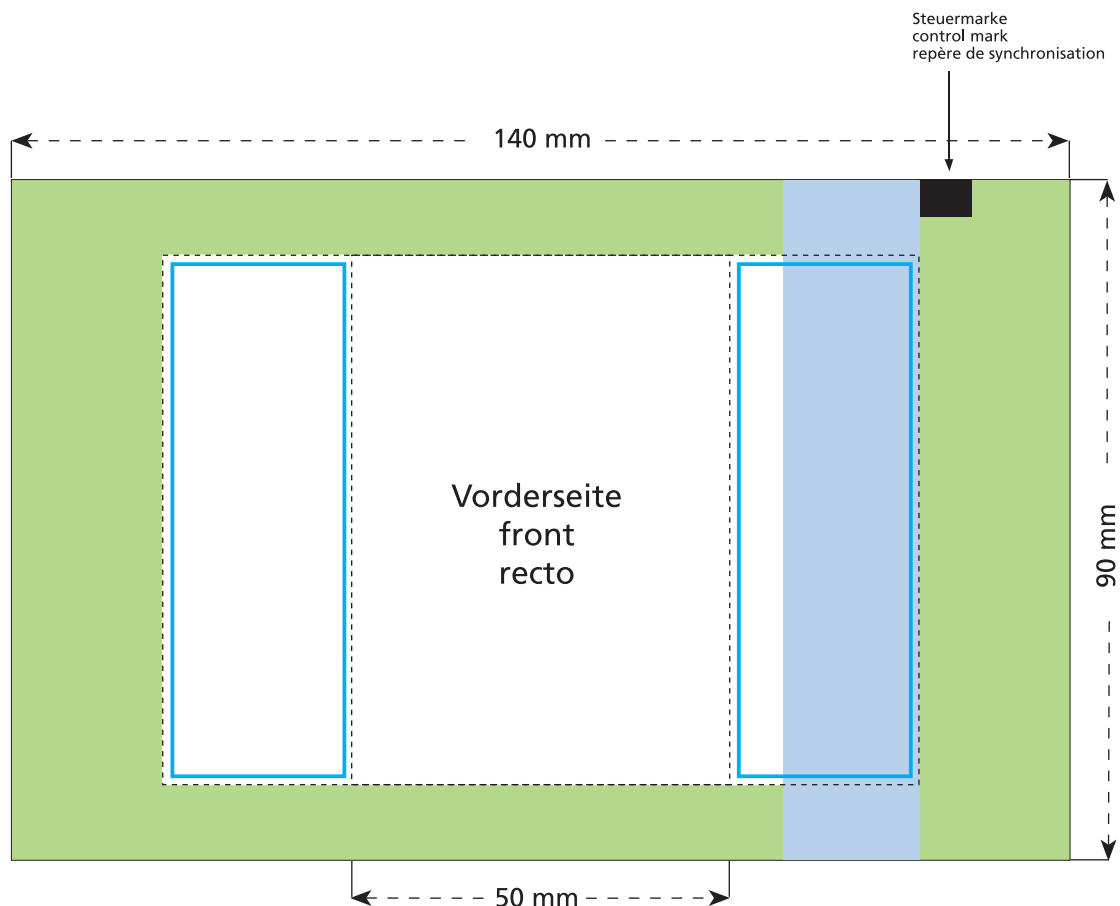 Steuermarke
control mark
repère de synchronisation
140 mm
Vorderseite
front
recto
90 mm
50 mm